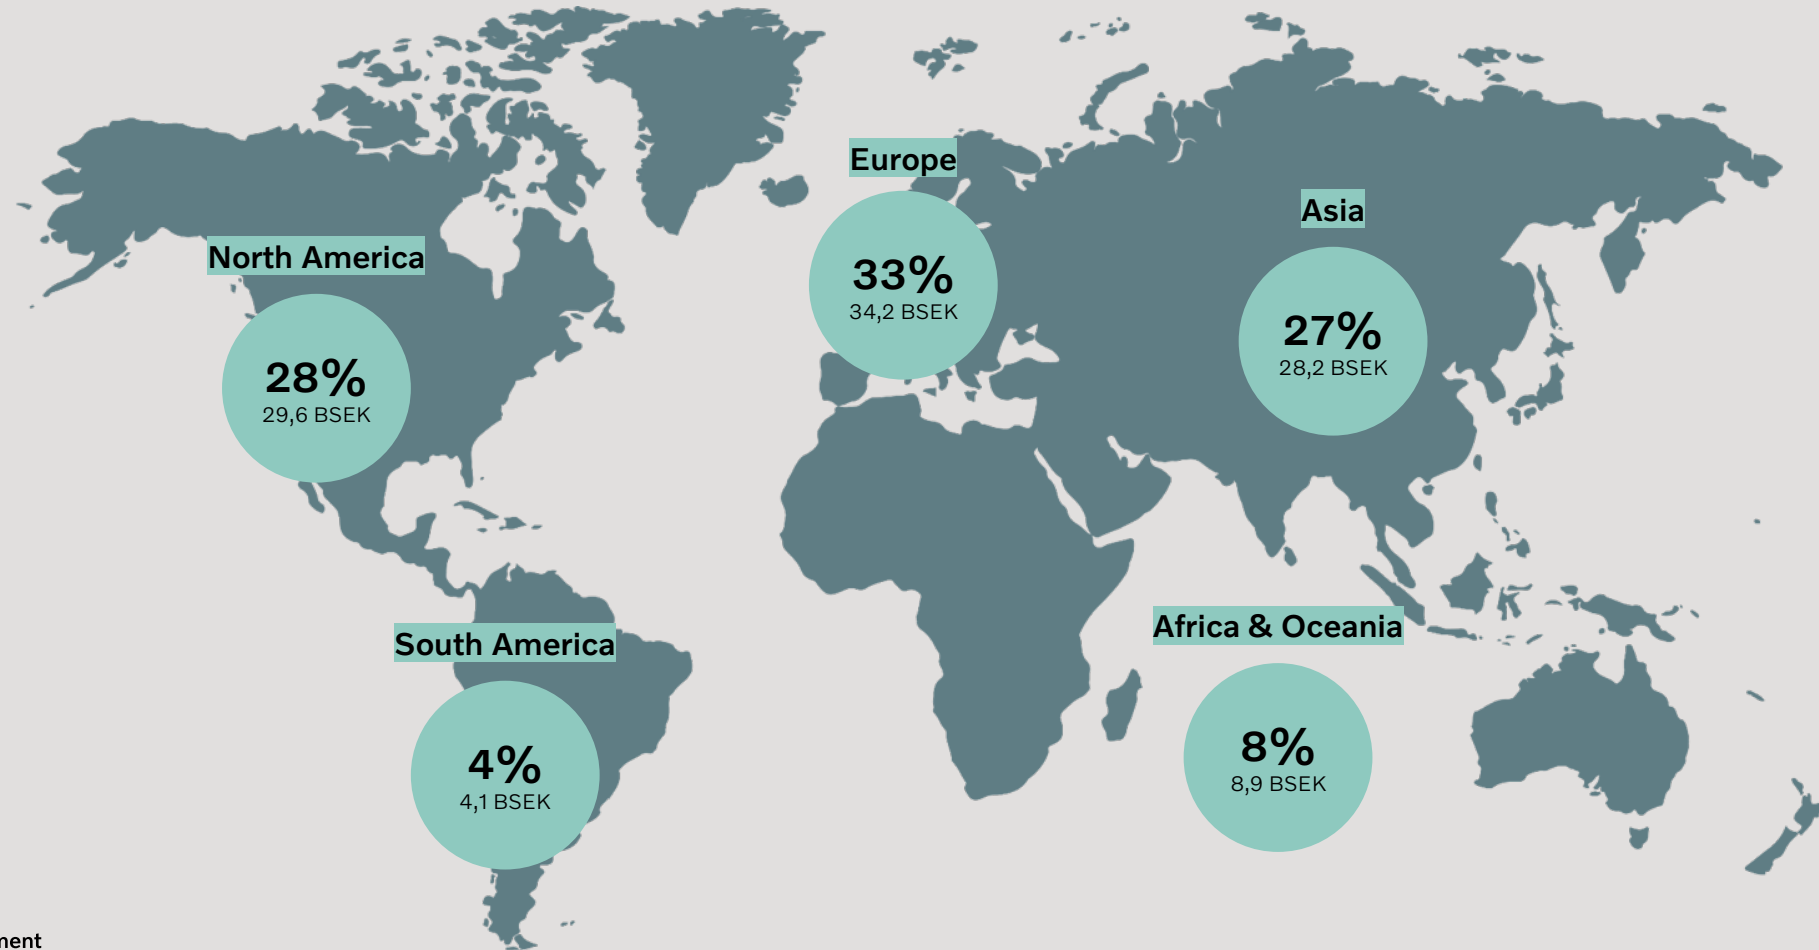 Europe
33%
34,2 BSEK
Asia
27%
28,2 BSEK
North America
28%
29,6 BSEK
South America
4%
4,1 BSEK
Africa & Oceania
8%
8,9 BSEK